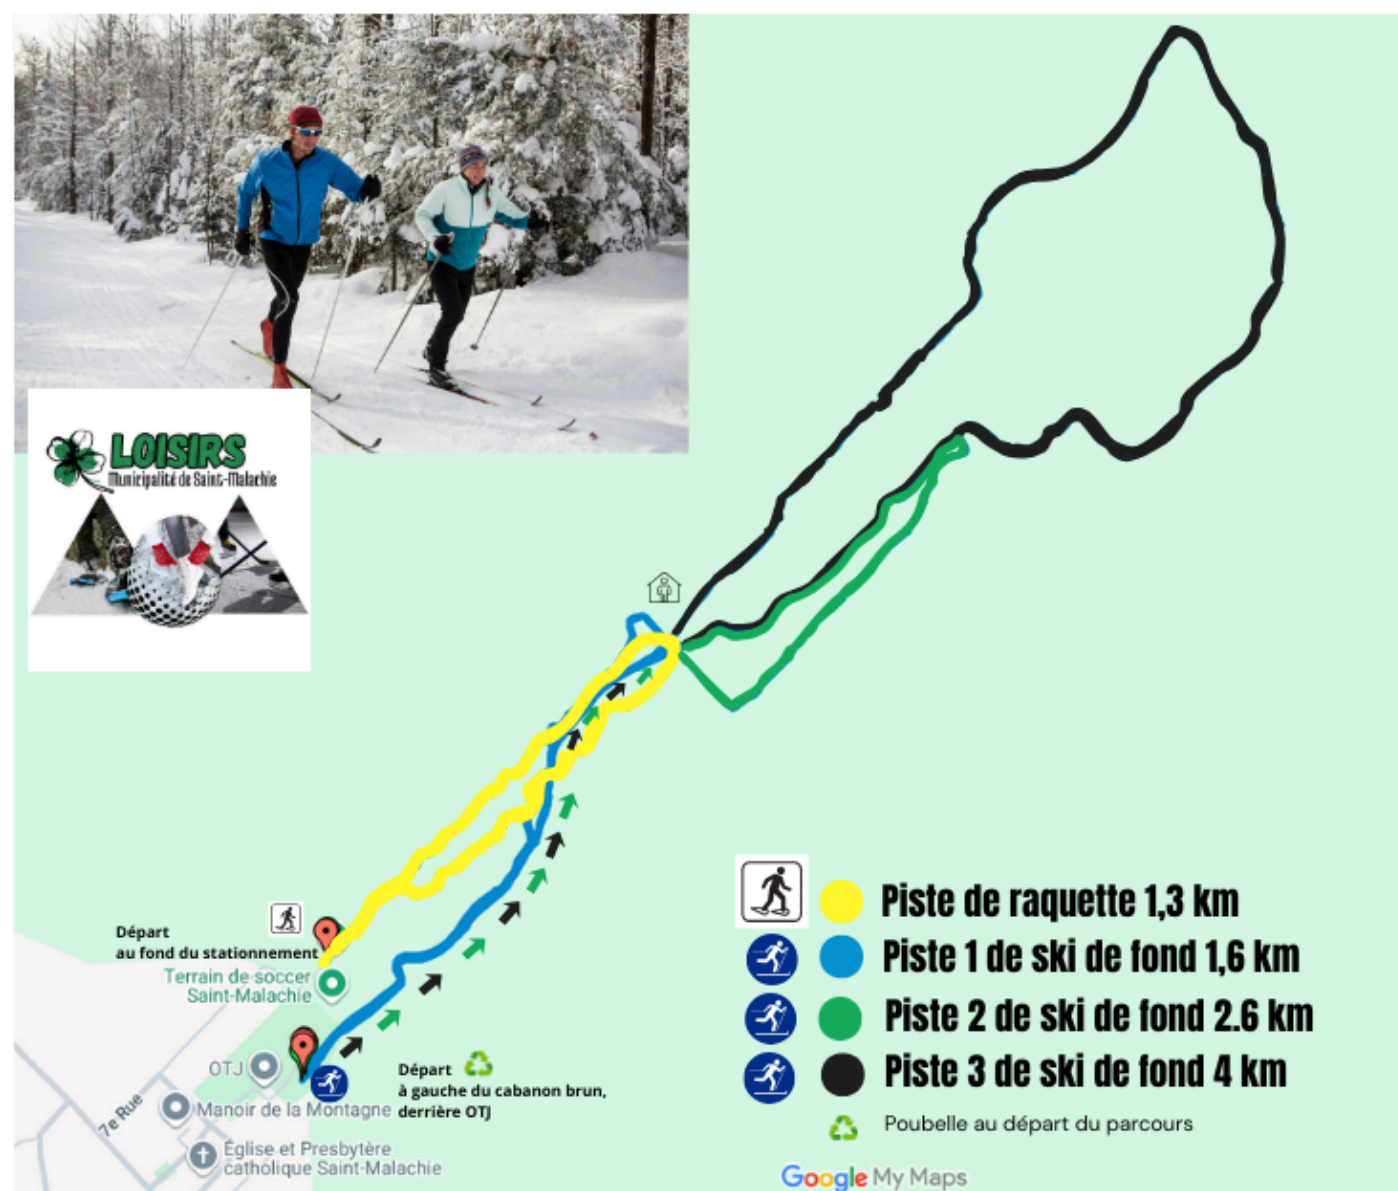 LOISIRS
Municipalité de Saint-Malachie
Départ
au fond du stationnement
Terrain de soccer
Saint-Malachie
OTJ
Départ
à gauche du cabanon brun,
derrière OTJ
7e Rue
Manoir de la Montagne
Église et Presbytère
catholique Saint-Malachie
Piste de raquette 1,3 km
Piste 1 de ski de fond 1,6 km
Piste 2 de ski de fond 2.6 km
Piste 3 de ski de fond 4 km
Poubelle au départ du parcours
Google My Maps